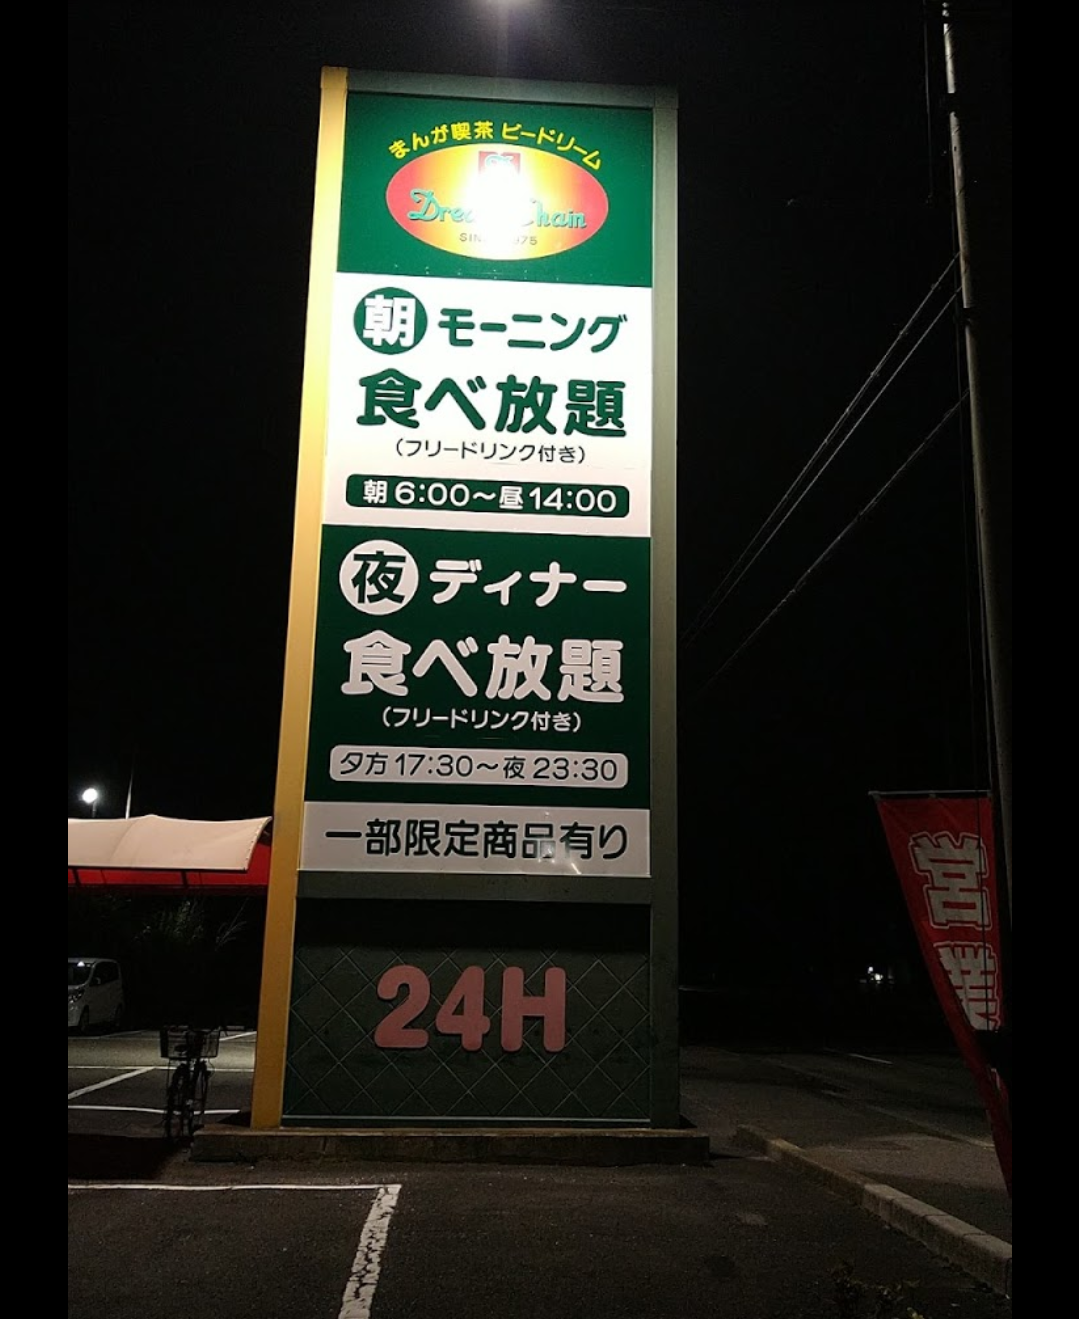 まんが喫茶 ビードリーム
朝 モーニング
食べ放題
(フリードリンク付き)
朝 6:00～昼 14:00
夜 ディナー
食べ放題
(フリードリンク付き)
夕方 17:30～夜 23:30
一部限定商品有り
24H
営業